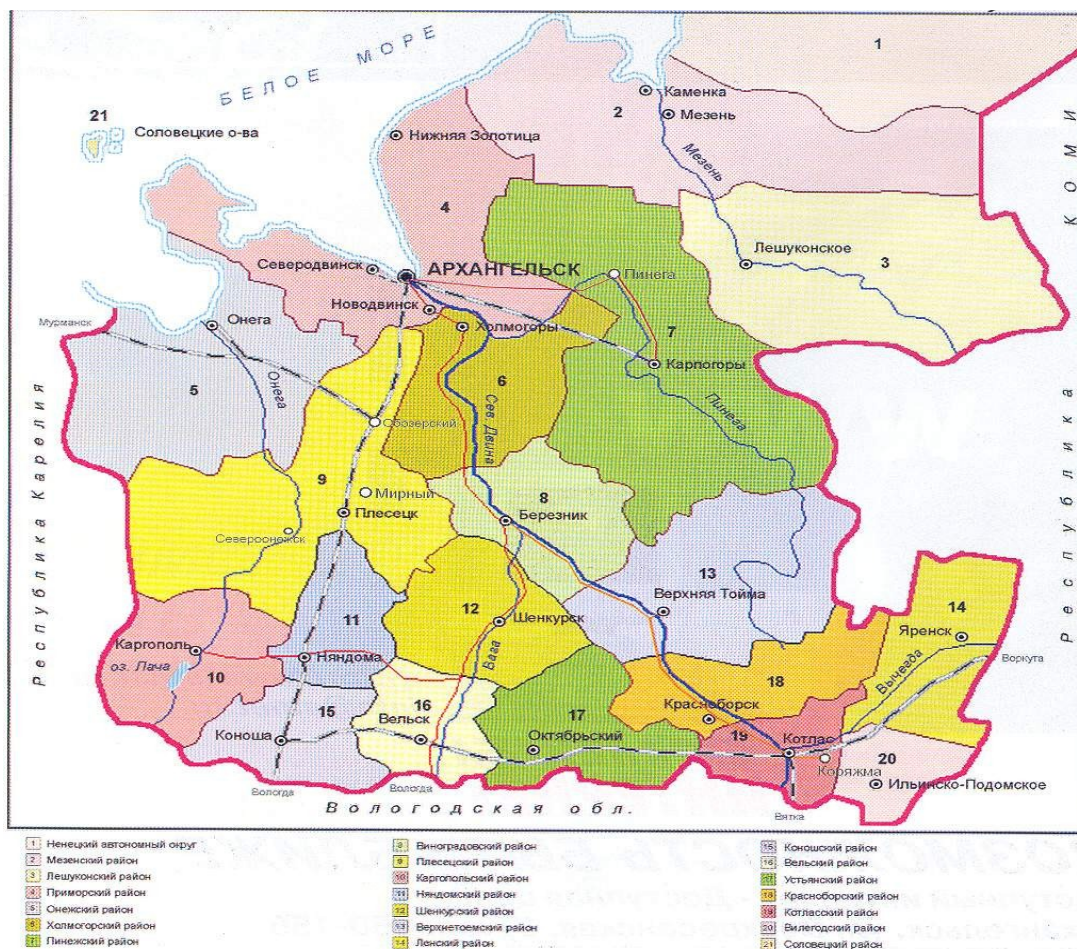 1
БЕЛОЕ МОРЕ
Каменка
2
Мезень
21
Соловецкие о-ва
Нижняя Золотица
Мезень
К О М И
4
Лешуконское
3
Северодвинск
АРХАНГЕЛЬСК
Пинега
Новодвинск
Мурманск
Онега
Холмогоры
7
Карпогоры
5
Онега
6
Сев. Двина
Пинега
Обозерский
Республика Карелия
Республика
9
Мирный
8
Плесецк
Березник
Североонежск
13
Верхняя Тойма
14
12
Шенкурск
11
Яренск
Каргополь
Няндома
Вага
Воркута
оз. Лача
10
Вычегда
18
15
16
17
Красноборск
Коноша
Вельск
Октябрьский
19
Котлас
Коряжма
20
Ильинско-Подомское
Вологда
Вологда
Вологодская обл.
Вятка
1 Ненецкий автономный округ
2 Мезенский район
3 Лешуконский район
4 Приморский район
5 Онежский район
6 Холмогорский район
7 Пинежский район
8 Виноградовский район
9 Плесецкий район
10 Каргопольский район
11 Няндомский район
12 Шенкурский район
13 Верхнетоемский район
14 Ленский район
15 Коношский район
16 Вельский район
17 Устьянский район
18 Красноборский район
19 Котласский район
20 Вилегодский район
21 Соловецкий район